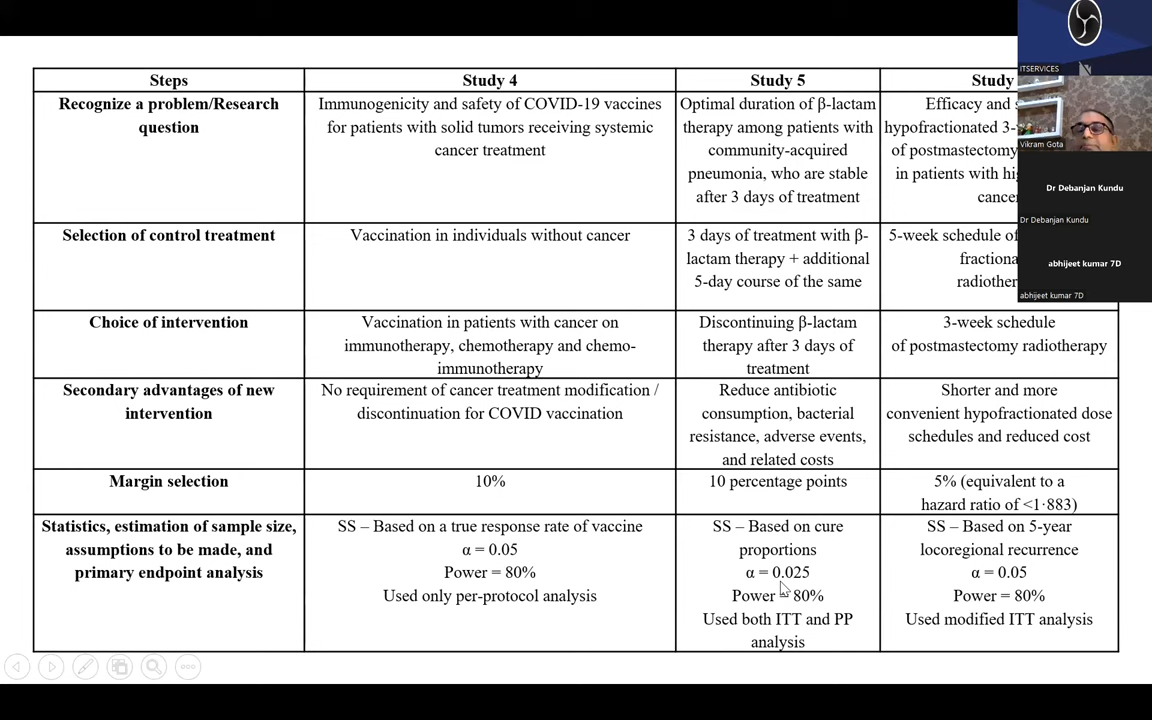 Steps
Study 4
Study 5
Study
Recognize a problem/Research
question
Immunogenicity and safety of COVID-19 vaccines
for patients with solid tumors receiving systemic
cancer treatment
Optimal duration of β-lactam
therapy among patients with
community-acquired
pneumonia, who are stable
after 3 days of treatment
Efficacy and
hypofractionated 3-
of postmastectomy
in patients with
Selection of control treatment
Vaccination in individuals without cancer
3 days of treatment with β-
lactam therapy + additional
5-day course of the same
5-week schedule of
Choice of intervention
Vaccination in patients with cancer on
immunotherapy, chemotherapy and chemo-
immunotherapy
Discontinuing β-lactam
therapy after 3 days of
treatment
3-week schedule
of postmastectomy radiotherapy
Secondary advantages of new
intervention
No requirement of cancer treatment modification /
discontinuation for COVID vaccination
Reduce antibiotic
consumption, bacterial
resistance, adverse events,
and related costs
Shorter and more
convenient hypofractionated dose
schedules and reduced cost
Margin selection
10%
10 percentage points
5% (equivalent to a
hazard ratio of <1·883)
Statistics, estimation of sample size,
assumptions to be made, and
primary endpoint analysis
SS – Based on a true response rate of vaccine
α = 0.05
Power = 80%
Used only per-protocol analysis
SS – Based on cure
proportions
α = 0.025
Power = 80%
Used both ITT and PP
analysis
SS – Based on 5-year
locoregional recurrence
α = 0.05
Power = 80%
Used modified ITT analysis
ITSERVICES
Vikram Gota
Dr Debanjan Kundu
Dr Debanjan Kundu
abhijeet kumar 7D
abhijeet kumar 7D